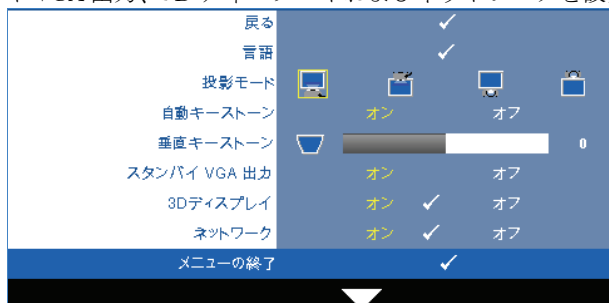 戻る
言語
投影モード
自動キーストーン オン オフ
垂直キーストーン 0
スタンバイ VGA 出力 オン オフ
3Dディスプレイ オン オフ
ネットワーク オン オフ
メニューの終了